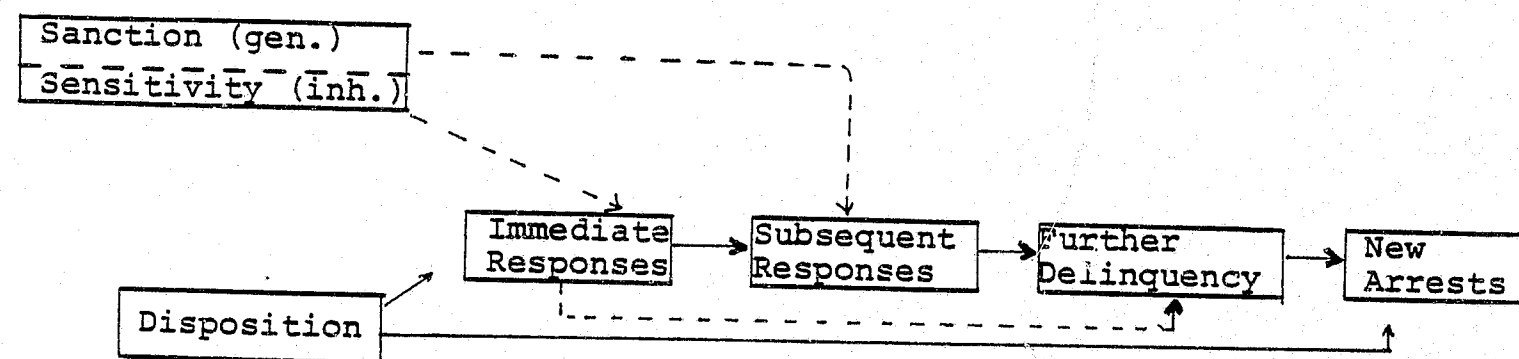 Sanction (gen.)
Sensitivity (inh.)
Immediate
Responses
Subsequent
Responses
Further
Delinquency
New
Arrests
Disposition